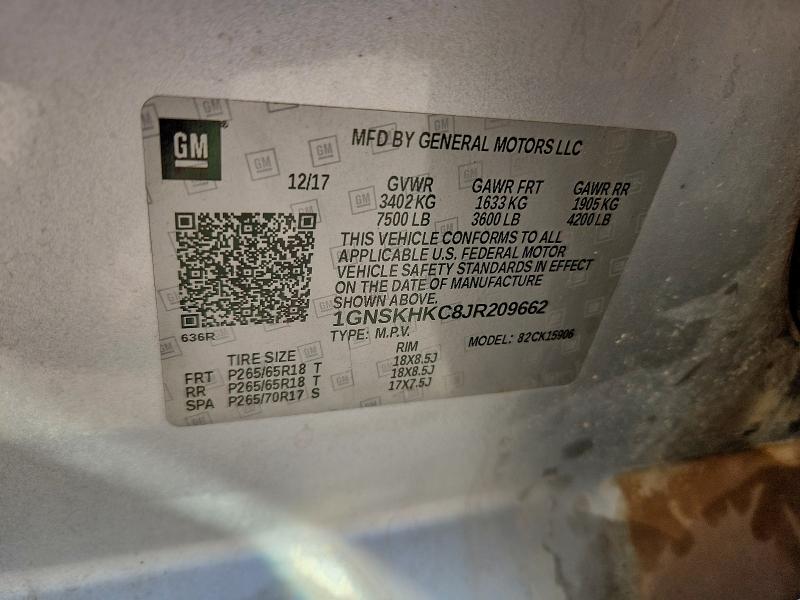 GM
MFD BY GENERAL MOTORS LLC
12/17
GVWR GAWR FRT GAWR RR
3402 KG 1633 KG 1905 KG
7500 LB 3600 LB 4200 LB
THIS VEHICLE CONFORMS TO ALL
APPLICABLE U.S. FEDERAL MOTOR
VEHICLE SAFETY STANDARDS IN EFFECT
ON THE DATE OF MANUFACTURE
SHOWN ABOVE.
1GNSKHKC8JR209662
TYPE: M.P.V. MODEL: 82CK15906
636R
TIRE SIZE RIM
FRT P265/65R18 T 18X8.5J
RR P265/65R18 T 18X8.5J
SPA P265/70R17 S 17X7.5J